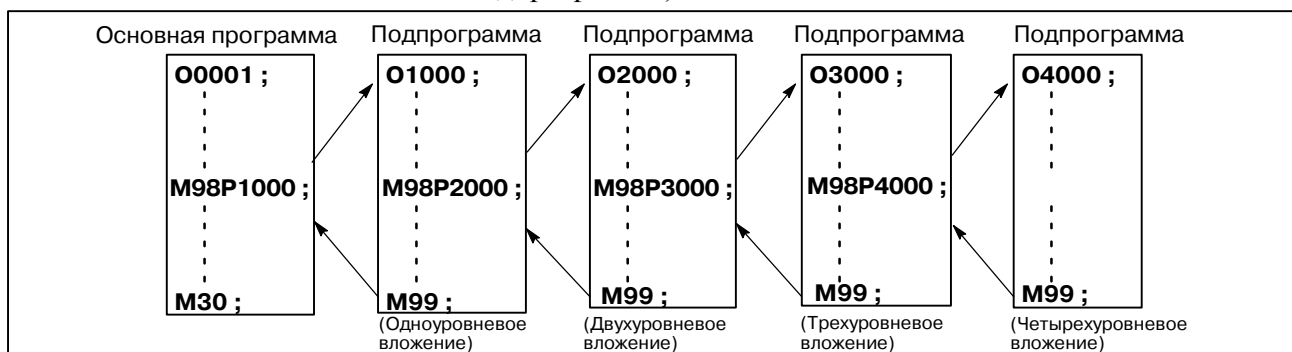 Основная программа
O0001 ;
M98P1000 ;
M30 ;
Подпрограмма
O1000 ;
M98P2000 ;
M99 ;
(Одноуровневое
вложение)
Подпрограмма
O2000 ;
M98P3000 ;
M99 ;
(Двухуровневое
вложение)
Подпрограмма
O3000 ;
M98P4000 ;
M99 ;
(Трехуровневое
вложение)
Подпрограмма
O4000 ;
M99 ;
(Четырехуровневое
вложение)